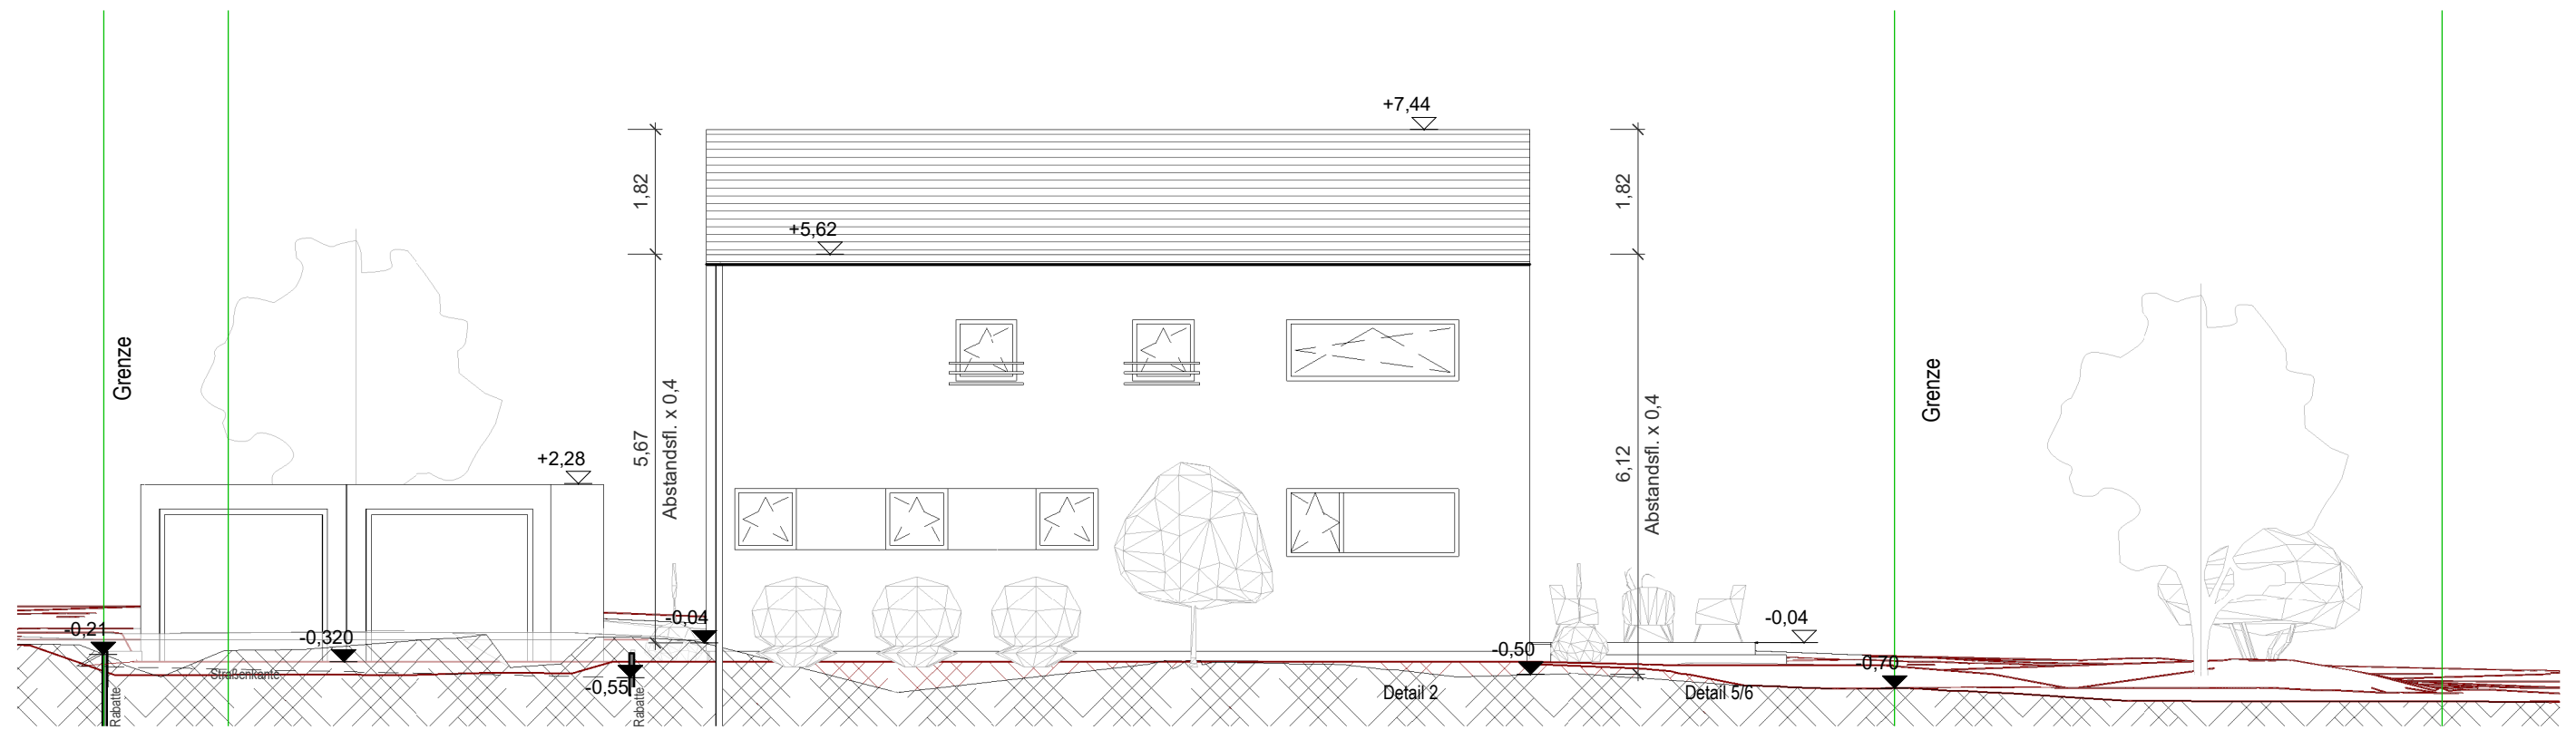 +7,44
1,82
1,82
+5,62
Grenze
Grenze
5,67
Abstandsfl. x 0,4
6,12
Abstandsfl. x 0,4
+2,28
-0,21
-0,320
-0,04
-0,04
-0,50
-0,70
Straßenkante
-0,55
Rabatte
Rabatte
Detail 2
Detail 5/6